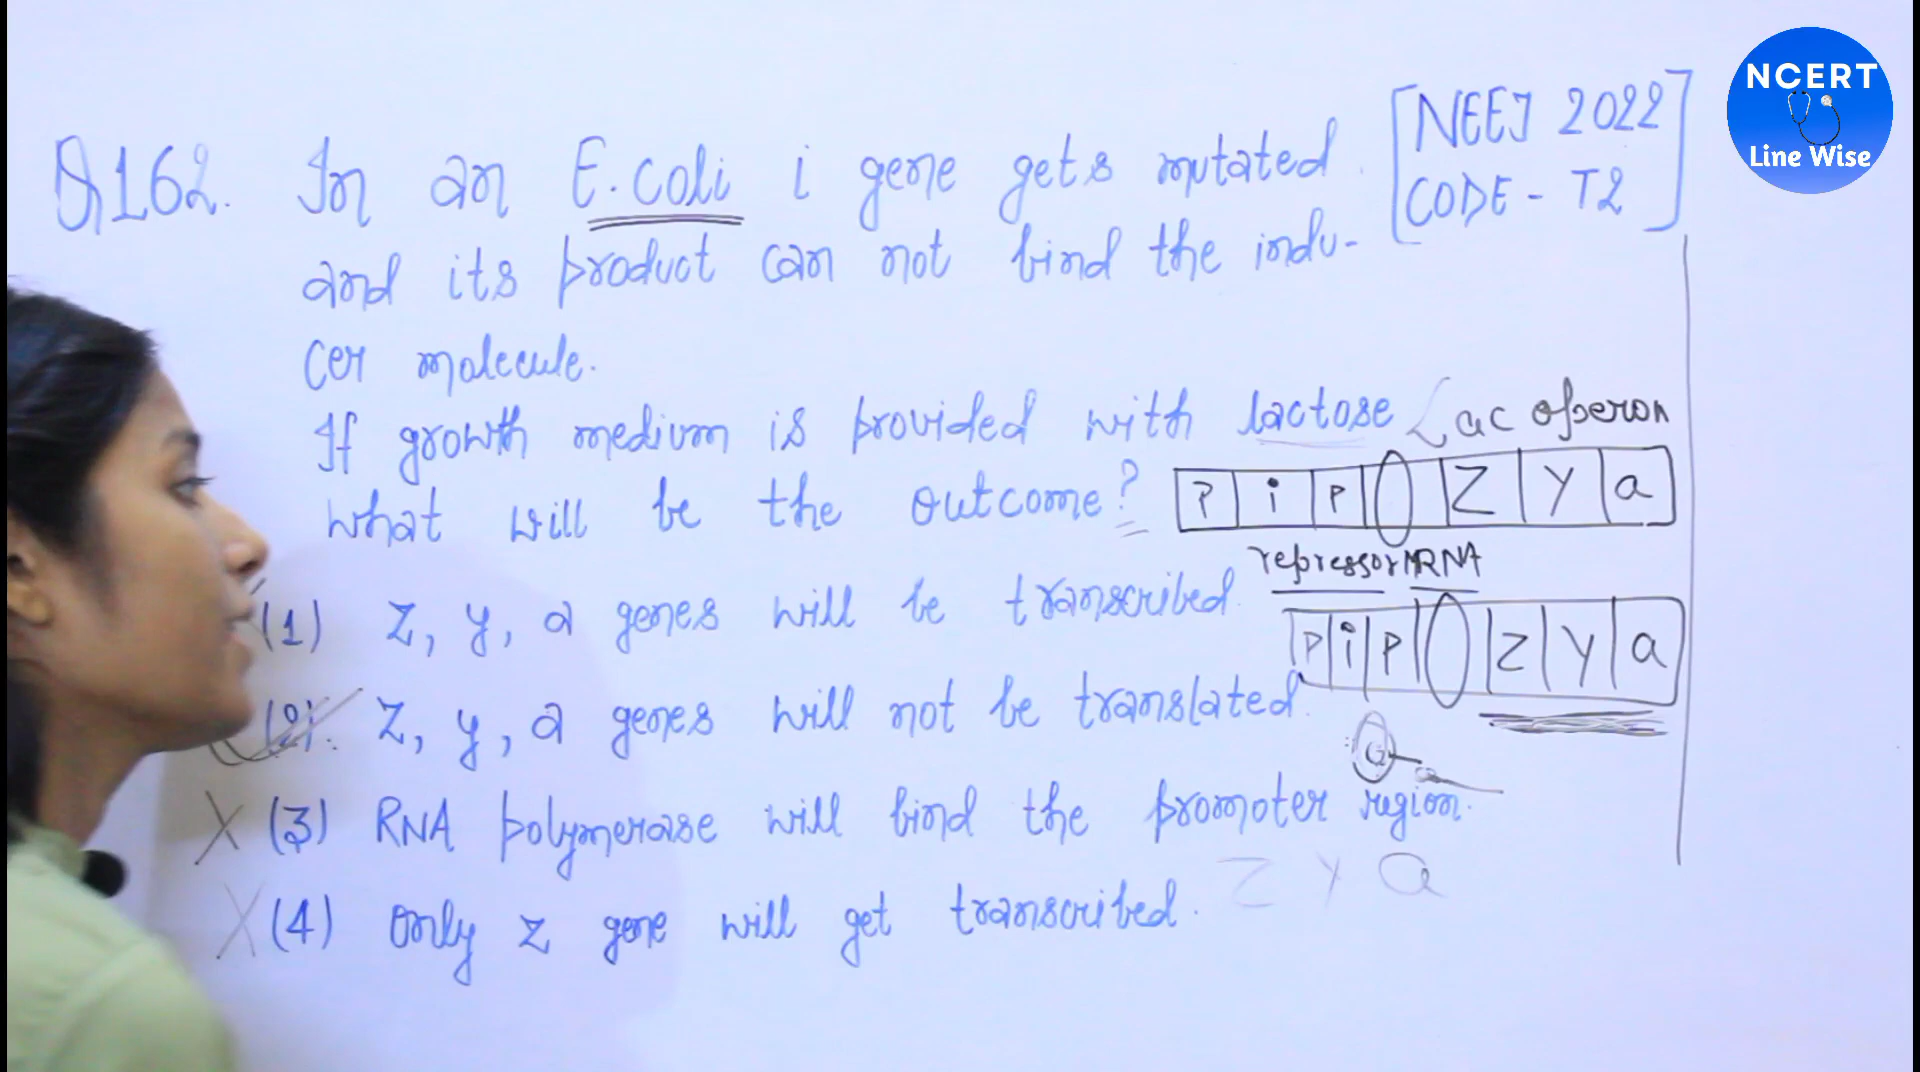 NCERT
Line Wise
[NEET 2022
CODE - T2]
Q162. In an E.coli i gene gets mutated
and its product can not bind the indu-
cer molecule.
If growth medium is provided with lactose
what will be the outcome?
(1) z, y, a genes will be transcribed.
(2). z, y, a genes will not be translated.
(3) RNA polymerase will bind the promoter region.
(4) Only z gene will get transcribed.
Lac operon
P i P O Z Y a
repressor mRNA
P i P O Z Y a
Z Y a